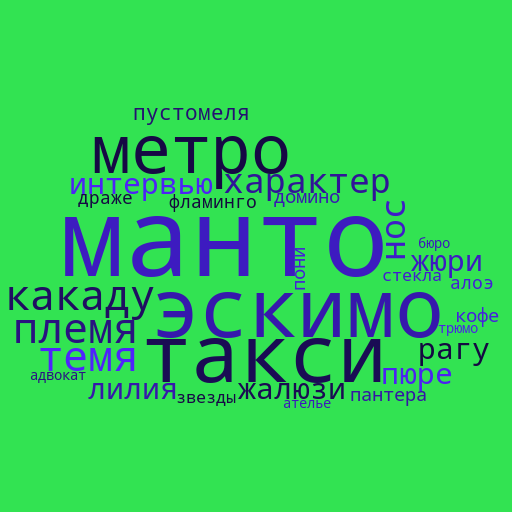 пустомеля
метро
интервью
характер
драже
фламинго
домино
манто
нос
бюро
пони
жюри
стекла
алоэ
какаду
эскимо
кофе
племя
трюмо
такси
темя
рагу
адвокат
лилия
жалюзи
пюре
звезды
ателье
пантера